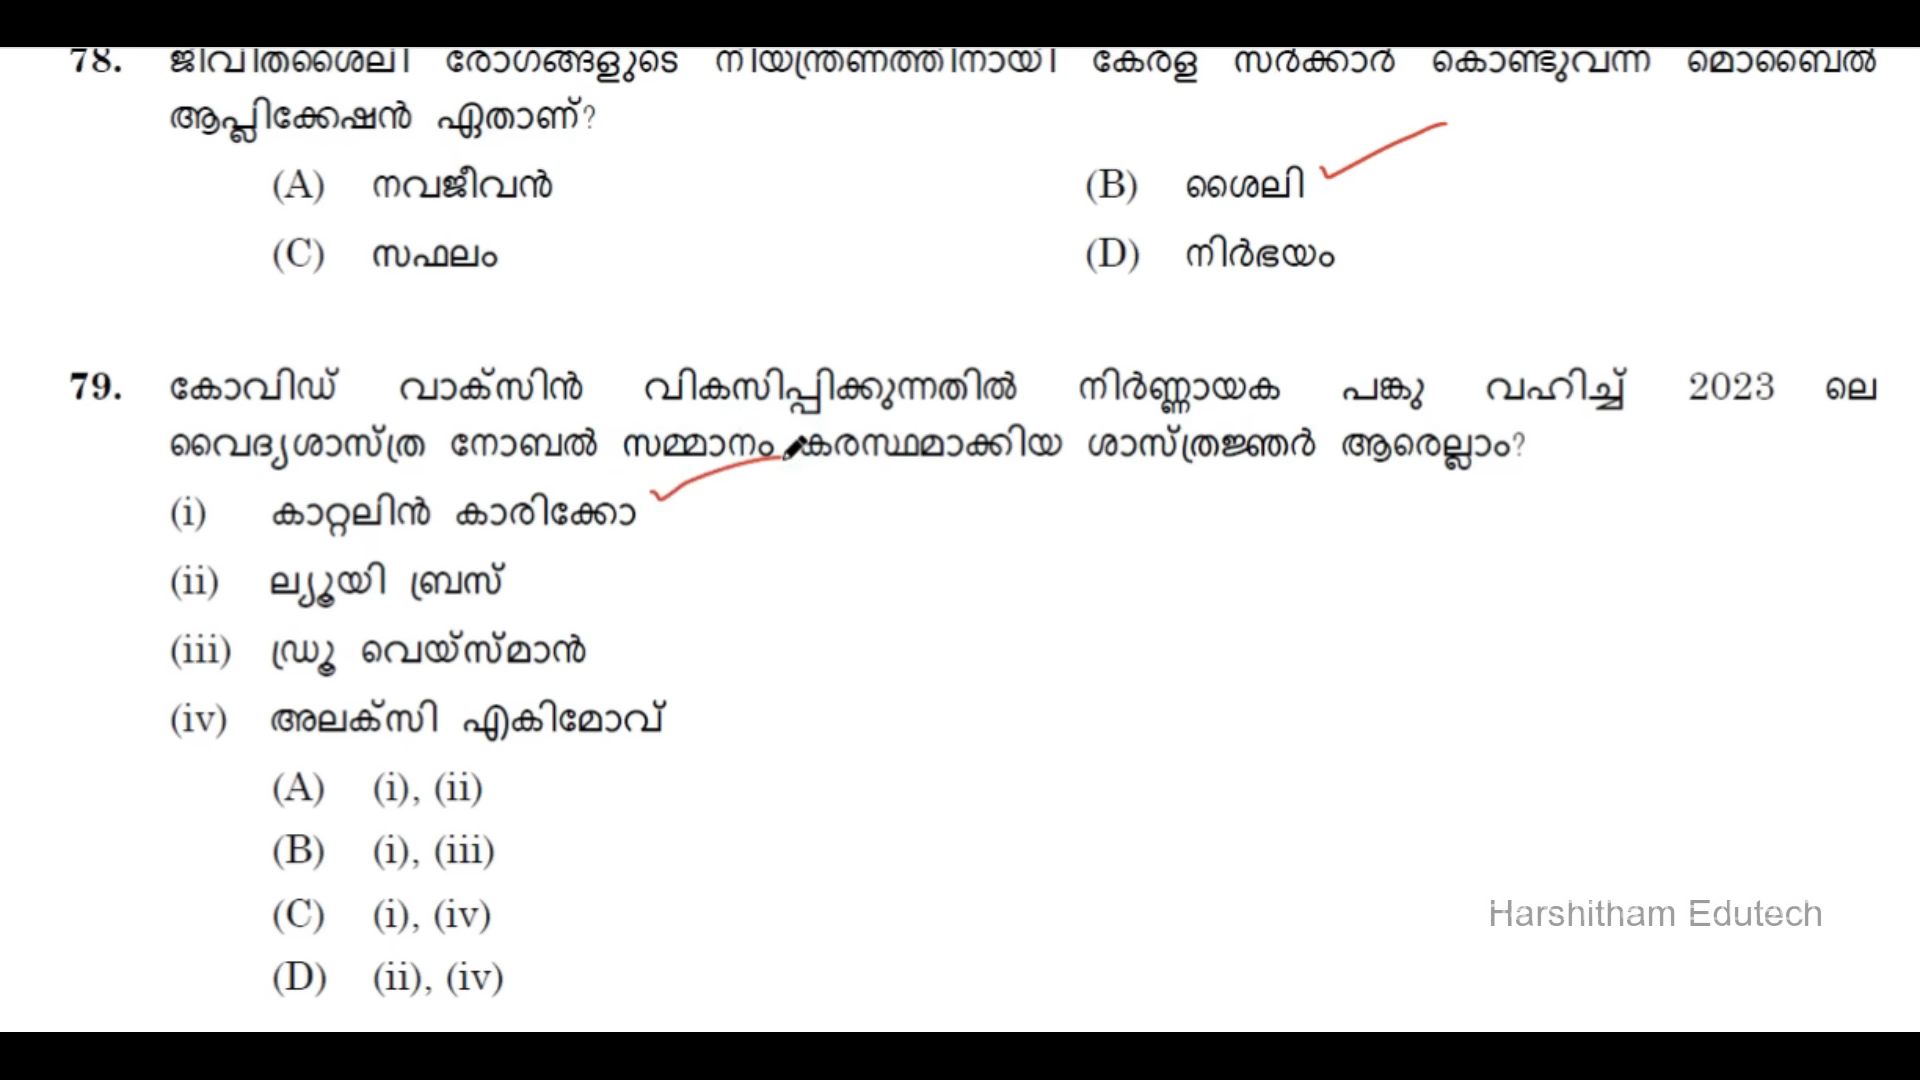 78. ജീവിതശൈലി രോഗങ്ങളുടെ നിയന്ത്രണത്തിനായി കേരള സർക്കാർ കൊണ്ടുവന്ന മൊബൈൽ
ആപ്ലിക്കേഷൻ ഏതാണ്?
(A) നവജീവൻ (B) ശൈലി
(C) സഫലം (D) നിർഭയം
79. കോവിഡ് വാക്സിൻ വികസിപ്പിക്കുന്നതിൽ നിർണ്ണായക പങ്കു വഹിച്ച് 2023 ലെ
വൈദ്യശാസ്ത്ര നോബൽ സമ്മാനം കരസ്ഥമാക്കിയ ശാസ്ത്രജ്ഞർ ആരെല്ലാം?
(i) കാറ്റലിൻ കാരിക്കോ
(ii) ല്യൂയി ബ്രസ്
(iii) ഡ്രൂ വെയ്സ്മാൻ
(iv) അലക്സി എകിമോവ്
(A) (i), (ii)
(B) (i), (iii)
(C) (i), (iv)
(D) (ii), (iv)
Harshitham Edutech